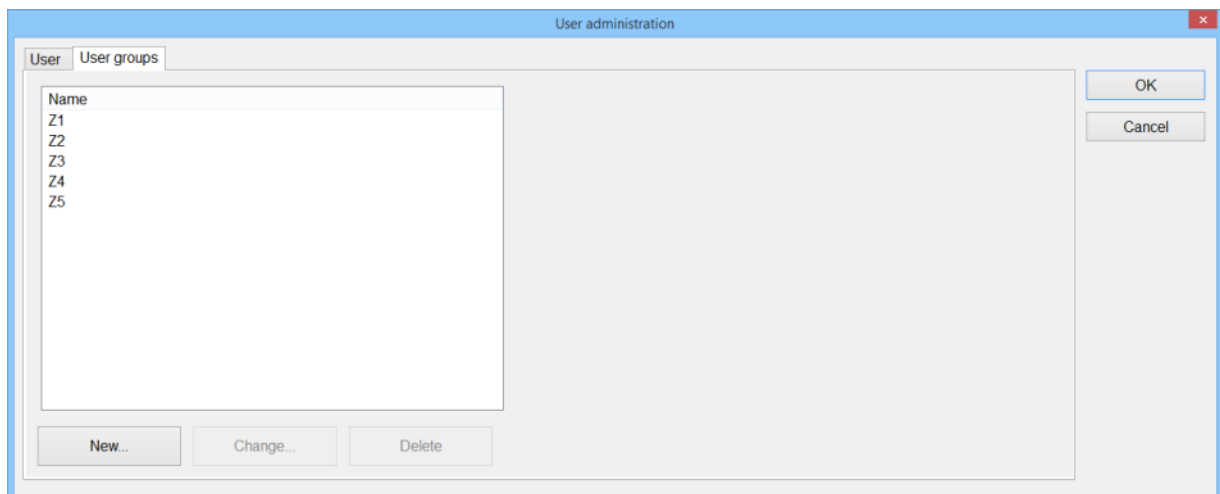 User administration
User User groups
OK
Cancel
Name
Z1
Z2
Z3
Z4
Z5
New... Change... Delete